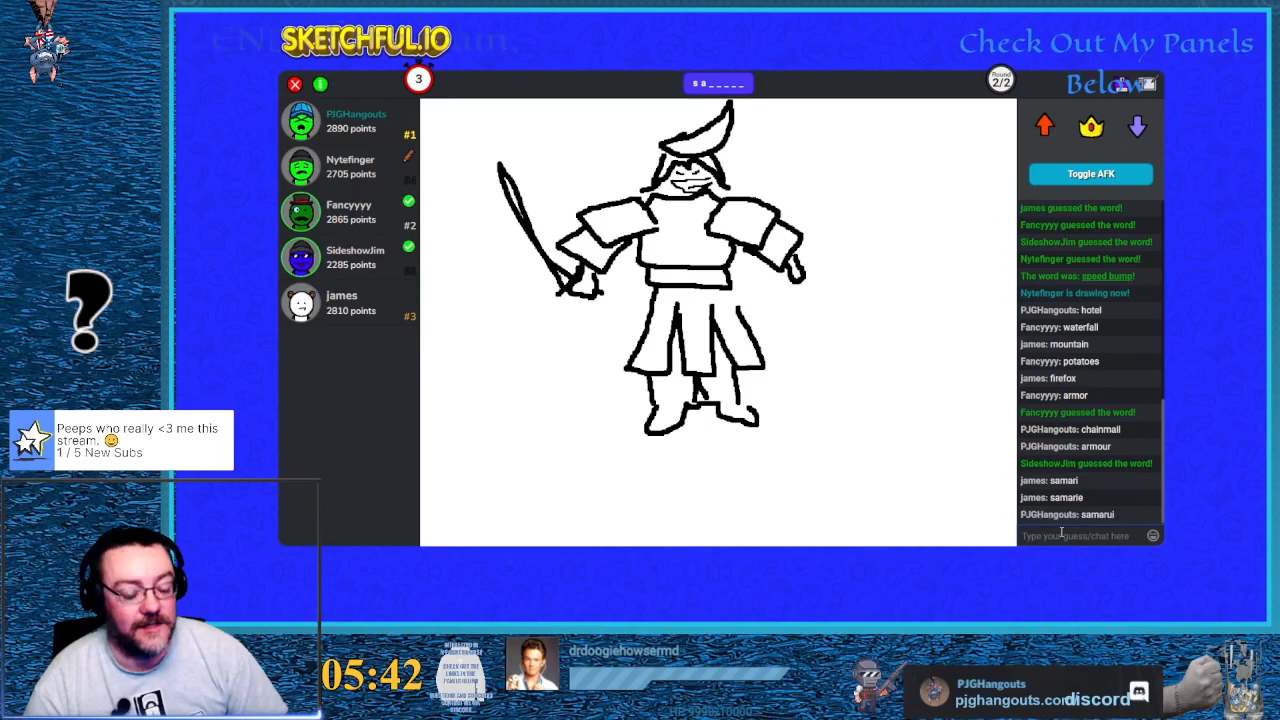 SKETCHFUL.IO
Check Out My Panels
Below
3
s a _ _ _ _ _
Round
2/2
PJGHangouts
2890 points
#1
Nytefinger
2705 points
Fancyyyy
2865 points
#2
SideshowJim
2285 points
james
2810 points
#3
Toggle AFK
james guessed the word!
Fancyyyy guessed the word!
SideshowJim guessed the word!
Nytefinger guessed the word!
The word was: speed bump!
Nytefinger is drawing now!
PJGHangouts: hotel
Fancyyyy: waterfall
james: mountain
Fancyyyy: potatoes
james: firefox
Fancyyyy: armor
Fancyyyy guessed the word!
PJGHangouts: chainmail
PJGHangouts: armour
SideshowJim guessed the word!
james: samari
james: samarie
PJGHangouts: samarui
Type your guess/chat here
?
Peeps who really <3 me this
stream. 😀
1 / 5 New Subs
05:42
drdoogiehowsermd
PJGHangouts
pjghangouts.com/discord